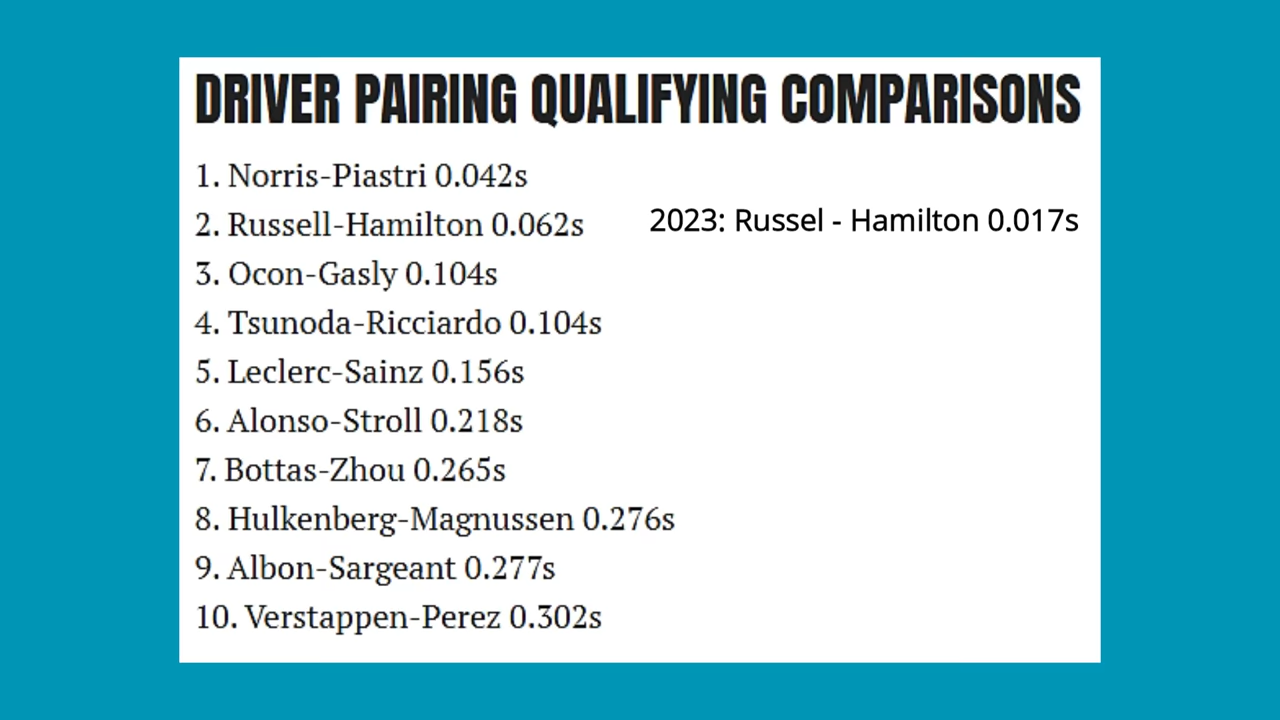 DRIVER PAIRING QUALIFYING COMPARISONS
1. Norris-Piastri 0.042s
2. Russell-Hamilton 0.062s
2023: Russel - Hamilton 0.017s
3. Ocon-Gasly 0.104s
4. Tsunoda-Ricciardo 0.104s
5. Leclerc-Sainz 0.156s
6. Alonso-Stroll 0.218s
7. Bottas-Zhou 0.265s
8. Hulkenberg-Magnussen 0.276s
9. Albon-Sargeant 0.277s
10. Verstappen-Perez 0.302s